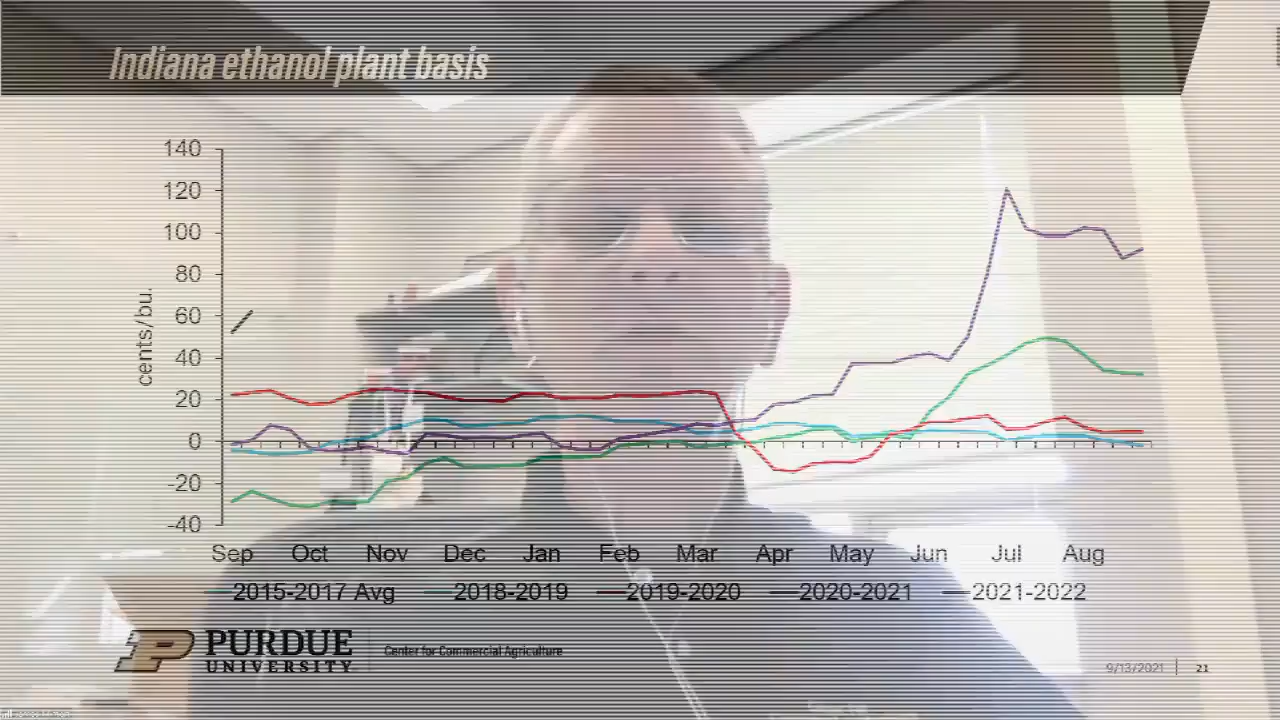 Indiana ethanol plant basis
140
120
100
80
60
40
20
0
-20
-40
cents/bu.
Sep Oct Nov Dec Jan Feb Mar Apr May Jun Jul Aug
2015-2017 Avg 2018-2019 2019-2020 2020-2021 2021-2022
P PURDUE UNIVERSITY
Center for Commercial Agriculture
9/13/2021 21